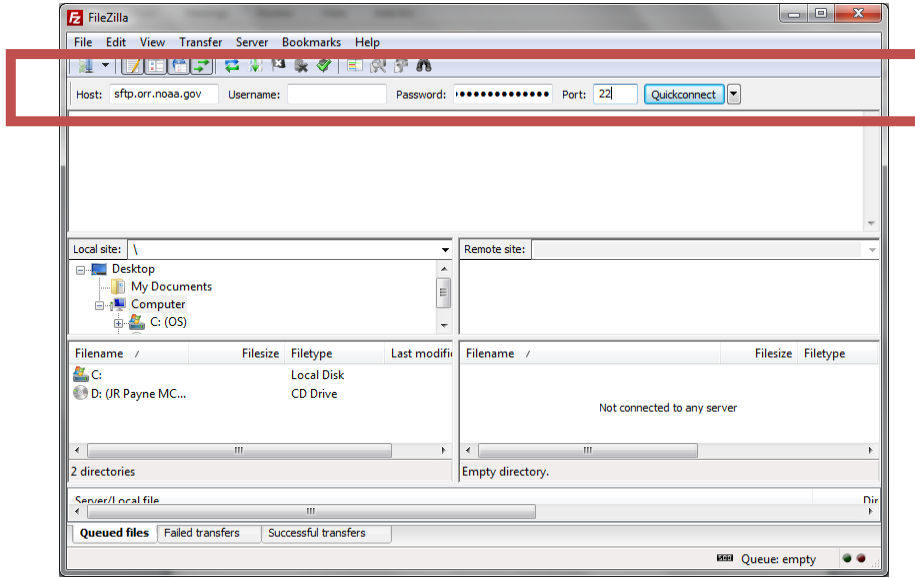 FileZilla
File Edit View Transfer Server Bookmarks Help
Host: sftp.orr.noaa.gov Username: Password: Port: 22 Quickconnect
Local site: \ Remote site:
Desktop
My Documents
Computer
C: (OS)
Filename / Filesize Filetype Last modifi Filename / Filesize Filetype
C: Local Disk
D: (JR Payne MC... CD Drive
Not connected to any server
2 directories Empty directory.
Server/Local file Dir
Queued files Failed transfers Successful transfers
Queue: empty